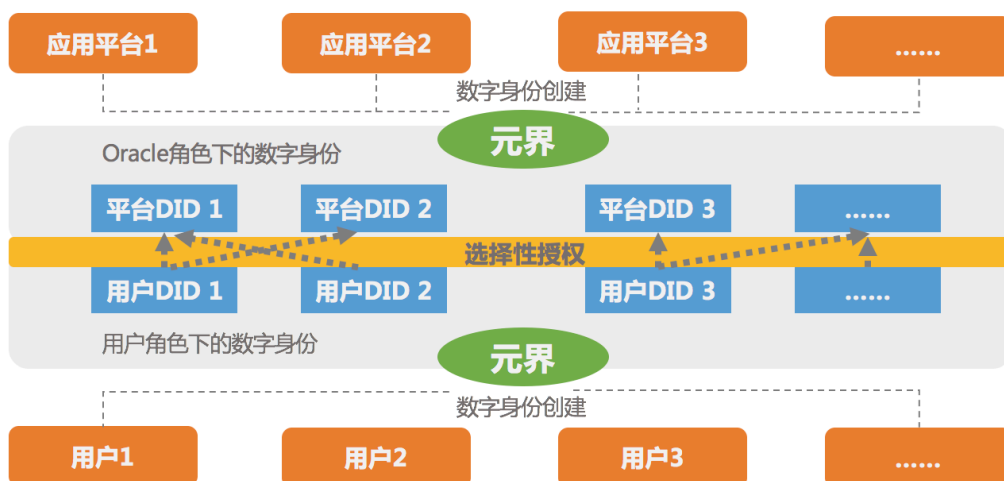 应用平台1
应用平台2
应用平台3
……
数字身份创建
元界
Oracle角色下的数字身份
平台DID 1
平台DID 2
平台DID 3
……
选择性授权
用户DID 1
用户DID 2
用户DID 3
……
用户角色下的数字身份
元界
数字身份创建
用户1
用户2
用户3
……